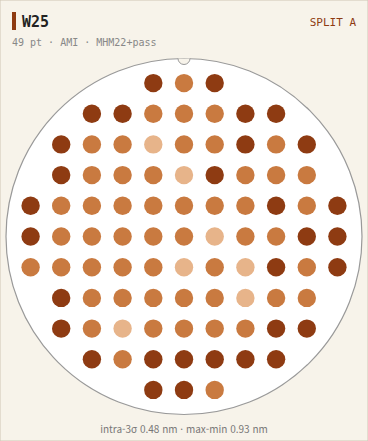 W25
SPLIT A
49 pt · AMI · MHM22+pass
intra-3σ 0.48 nm · max-min 0.93 nm